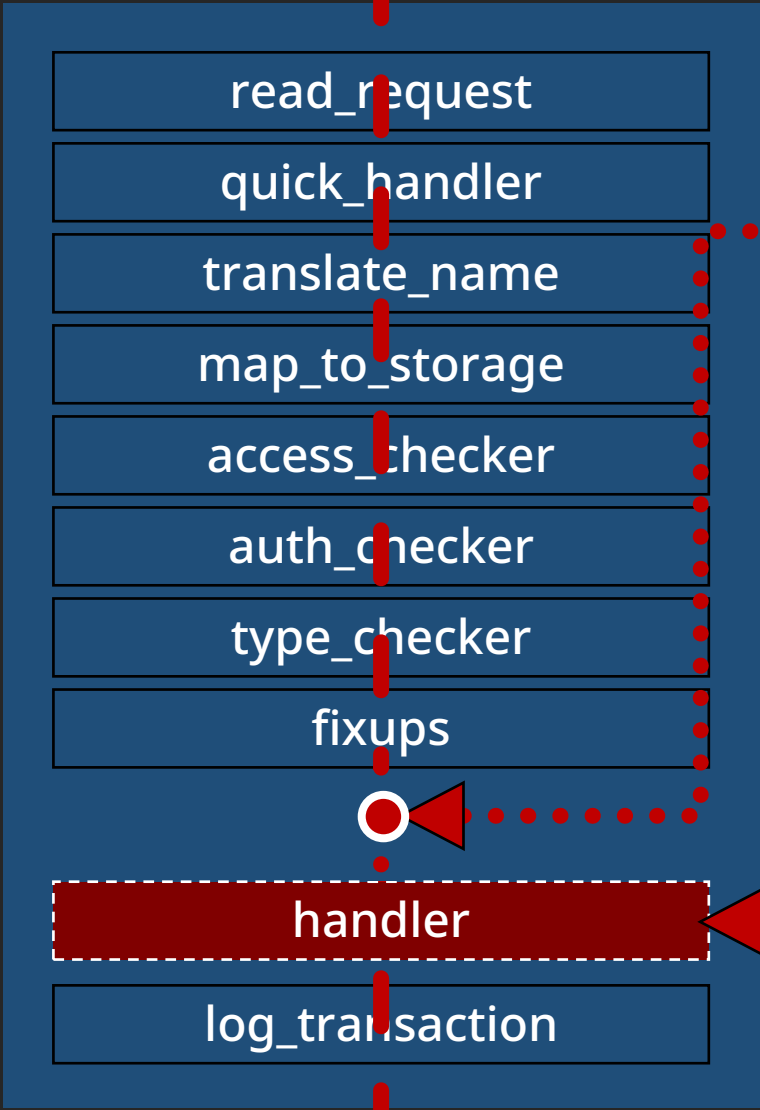 read_request
quick_handler
translate_name
map_to_storage
access_checker
auth_checker
type_checker
fixups
handler
log_transaction